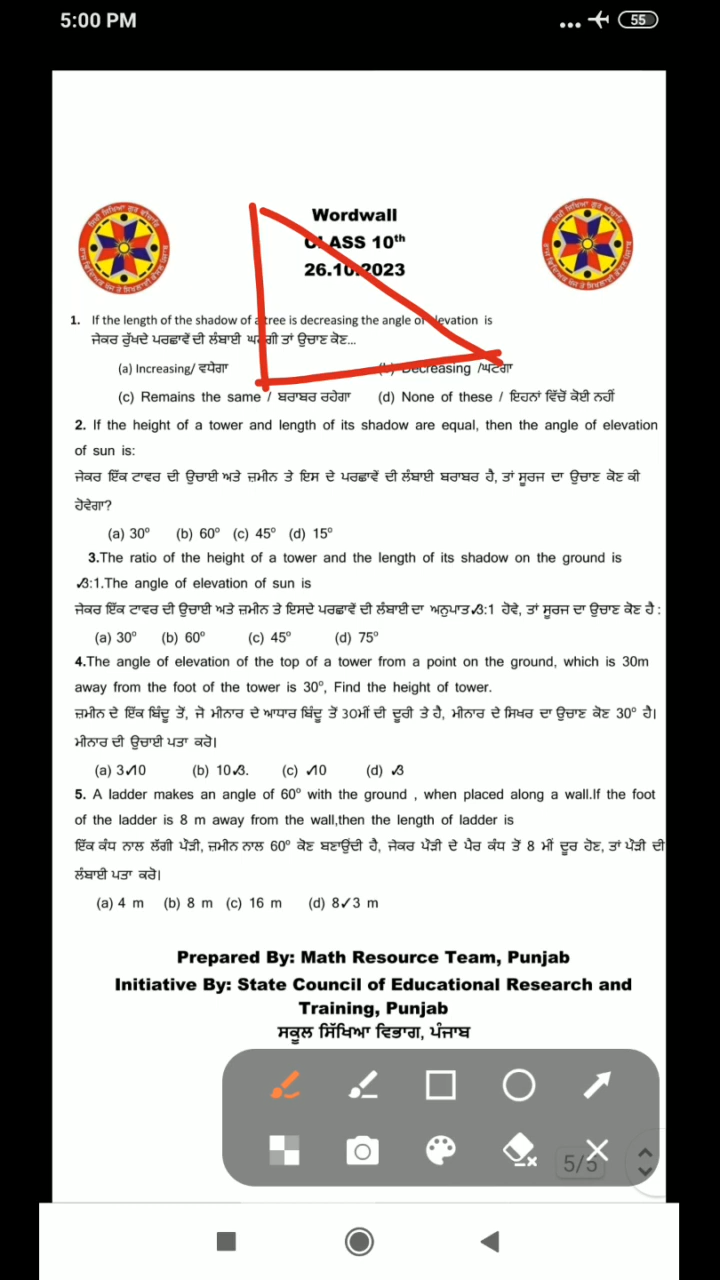 5:00 PM
55
Wordwall
CLASS 10th
26.10.2023
1. If the length of the shadow of a tree is decreasing the angle of elevation is
ਜੇਕਰ ਰੁੱਖਦੇ ਪਰਛਾਵੇਂ ਦੀ ਲੰਬਾਈ ਘਟੇਗੀ ਤਾਂ ਉਚਾਣ ਕੋਣ...
(a) Increasing/ ਵਧੇਗਾ (b) Decreasing /ਘਟੇਗਾ
(c) Remains the same / ਬਰਾਬਰ ਰਹੇਗਾ (d) None of these / ਇਹਨਾਂ ਵਿੱਚੋਂ ਕੋਈ ਨਹੀਂ
2. If the height of a tower and length of its shadow are equal, then the angle of elevation
of sun is:
ਜੇਕਰ ਇੱਕ ਟਾਵਰ ਦੀ ਉਚਾਈ ਅਤੇ ਜ਼ਮੀਨ ਤੇ ਇਸ ਦੇ ਪਰਛਾਵੇਂ ਦੀ ਲੰਬਾਈ ਬਰਾਬਰ ਹੈ, ਤਾਂ ਸੂਰਜ ਦਾ ਉਚਾਣ ਕੋਣ ਕੀ
ਹੋਵੇਗਾ?
(a) 30° (b) 60° (c) 45° (d) 15°
3.The ratio of the height of a tower and the length of its shadow on the ground is
√3:1.The angle of elevation of sun is
ਜੇਕਰ ਇੱਕ ਟਾਵਰ ਦੀ ਉਚਾਈ ਅਤੇ ਜ਼ਮੀਨ ਤੇ ਇਸਦੇ ਪਰਛਾਵੇਂ ਦੀ ਲੰਬਾਈ ਦਾ ਅਨੁਪਾਤ √3:1 ਹੋਵੇ, ਤਾਂ ਸੂਰਜ ਦਾ ਉਚਾਣ ਕੋਣ ਹੈ :
(a) 30° (b) 60° (c) 45° (d) 75°
4.The angle of elevation of the top of a tower from a point on the ground, which is 30m
away from the foot of the tower is 30°, Find the height of tower.
ਜ਼ਮੀਨ ਦੇ ਇੱਕ ਬਿੰਦੂ ਤੋਂ, ਜੋ ਮੀਨਾਰ ਦੇ ਆਧਾਰ ਬਿੰਦੂ ਤੋਂ 30ਮੀਂ ਦੀ ਦੂਰੀ ਤੇ ਹੈ, ਮੀਨਾਰ ਦੇ ਸਿਖਰ ਦਾ ਉਚਾਣ ਕੋਣ 30° ਹੈ।
ਮੀਨਾਰ ਦੀ ਉਚਾਈ ਪਤਾ ਕਰੋ।
(a) 3√10 (b) 10√3. (c) √10 (d) √3
5. A ladder makes an angle of 60° with the ground , when placed along a wall.If the foot
of the ladder is 8 m away from the wall,then the length of ladder is
ਇੱਕ ਕੰਧ ਨਾਲ ਲੱਗੀ ਪੌੜੀ, ਜ਼ਮੀਨ ਨਾਲ 60° ਕੋਣ ਬਣਾਉਂਦੀ ਹੈ, ਜੇਕਰ ਪੌੜੀ ਦੇ ਪੈਰ ਕੰਧ ਤੋਂ 8 ਮੀਂ ਦੂਰ ਹੋਣ, ਤਾਂ ਪੌੜੀ ਦੀ
ਲੰਬਾਈ ਪਤਾ ਕਰੋ।
(a) 4 m (b) 8 m (c) 16 m (d) 8√3 m
Prepared By: Math Resource Team, Punjab
Initiative By: State Council of Educational Research and
Training, Punjab
ਸਕੂਲ ਸਿੱਖਿਆ ਵਿਭਾਗ, ਪੰਜਾਬ
5/5